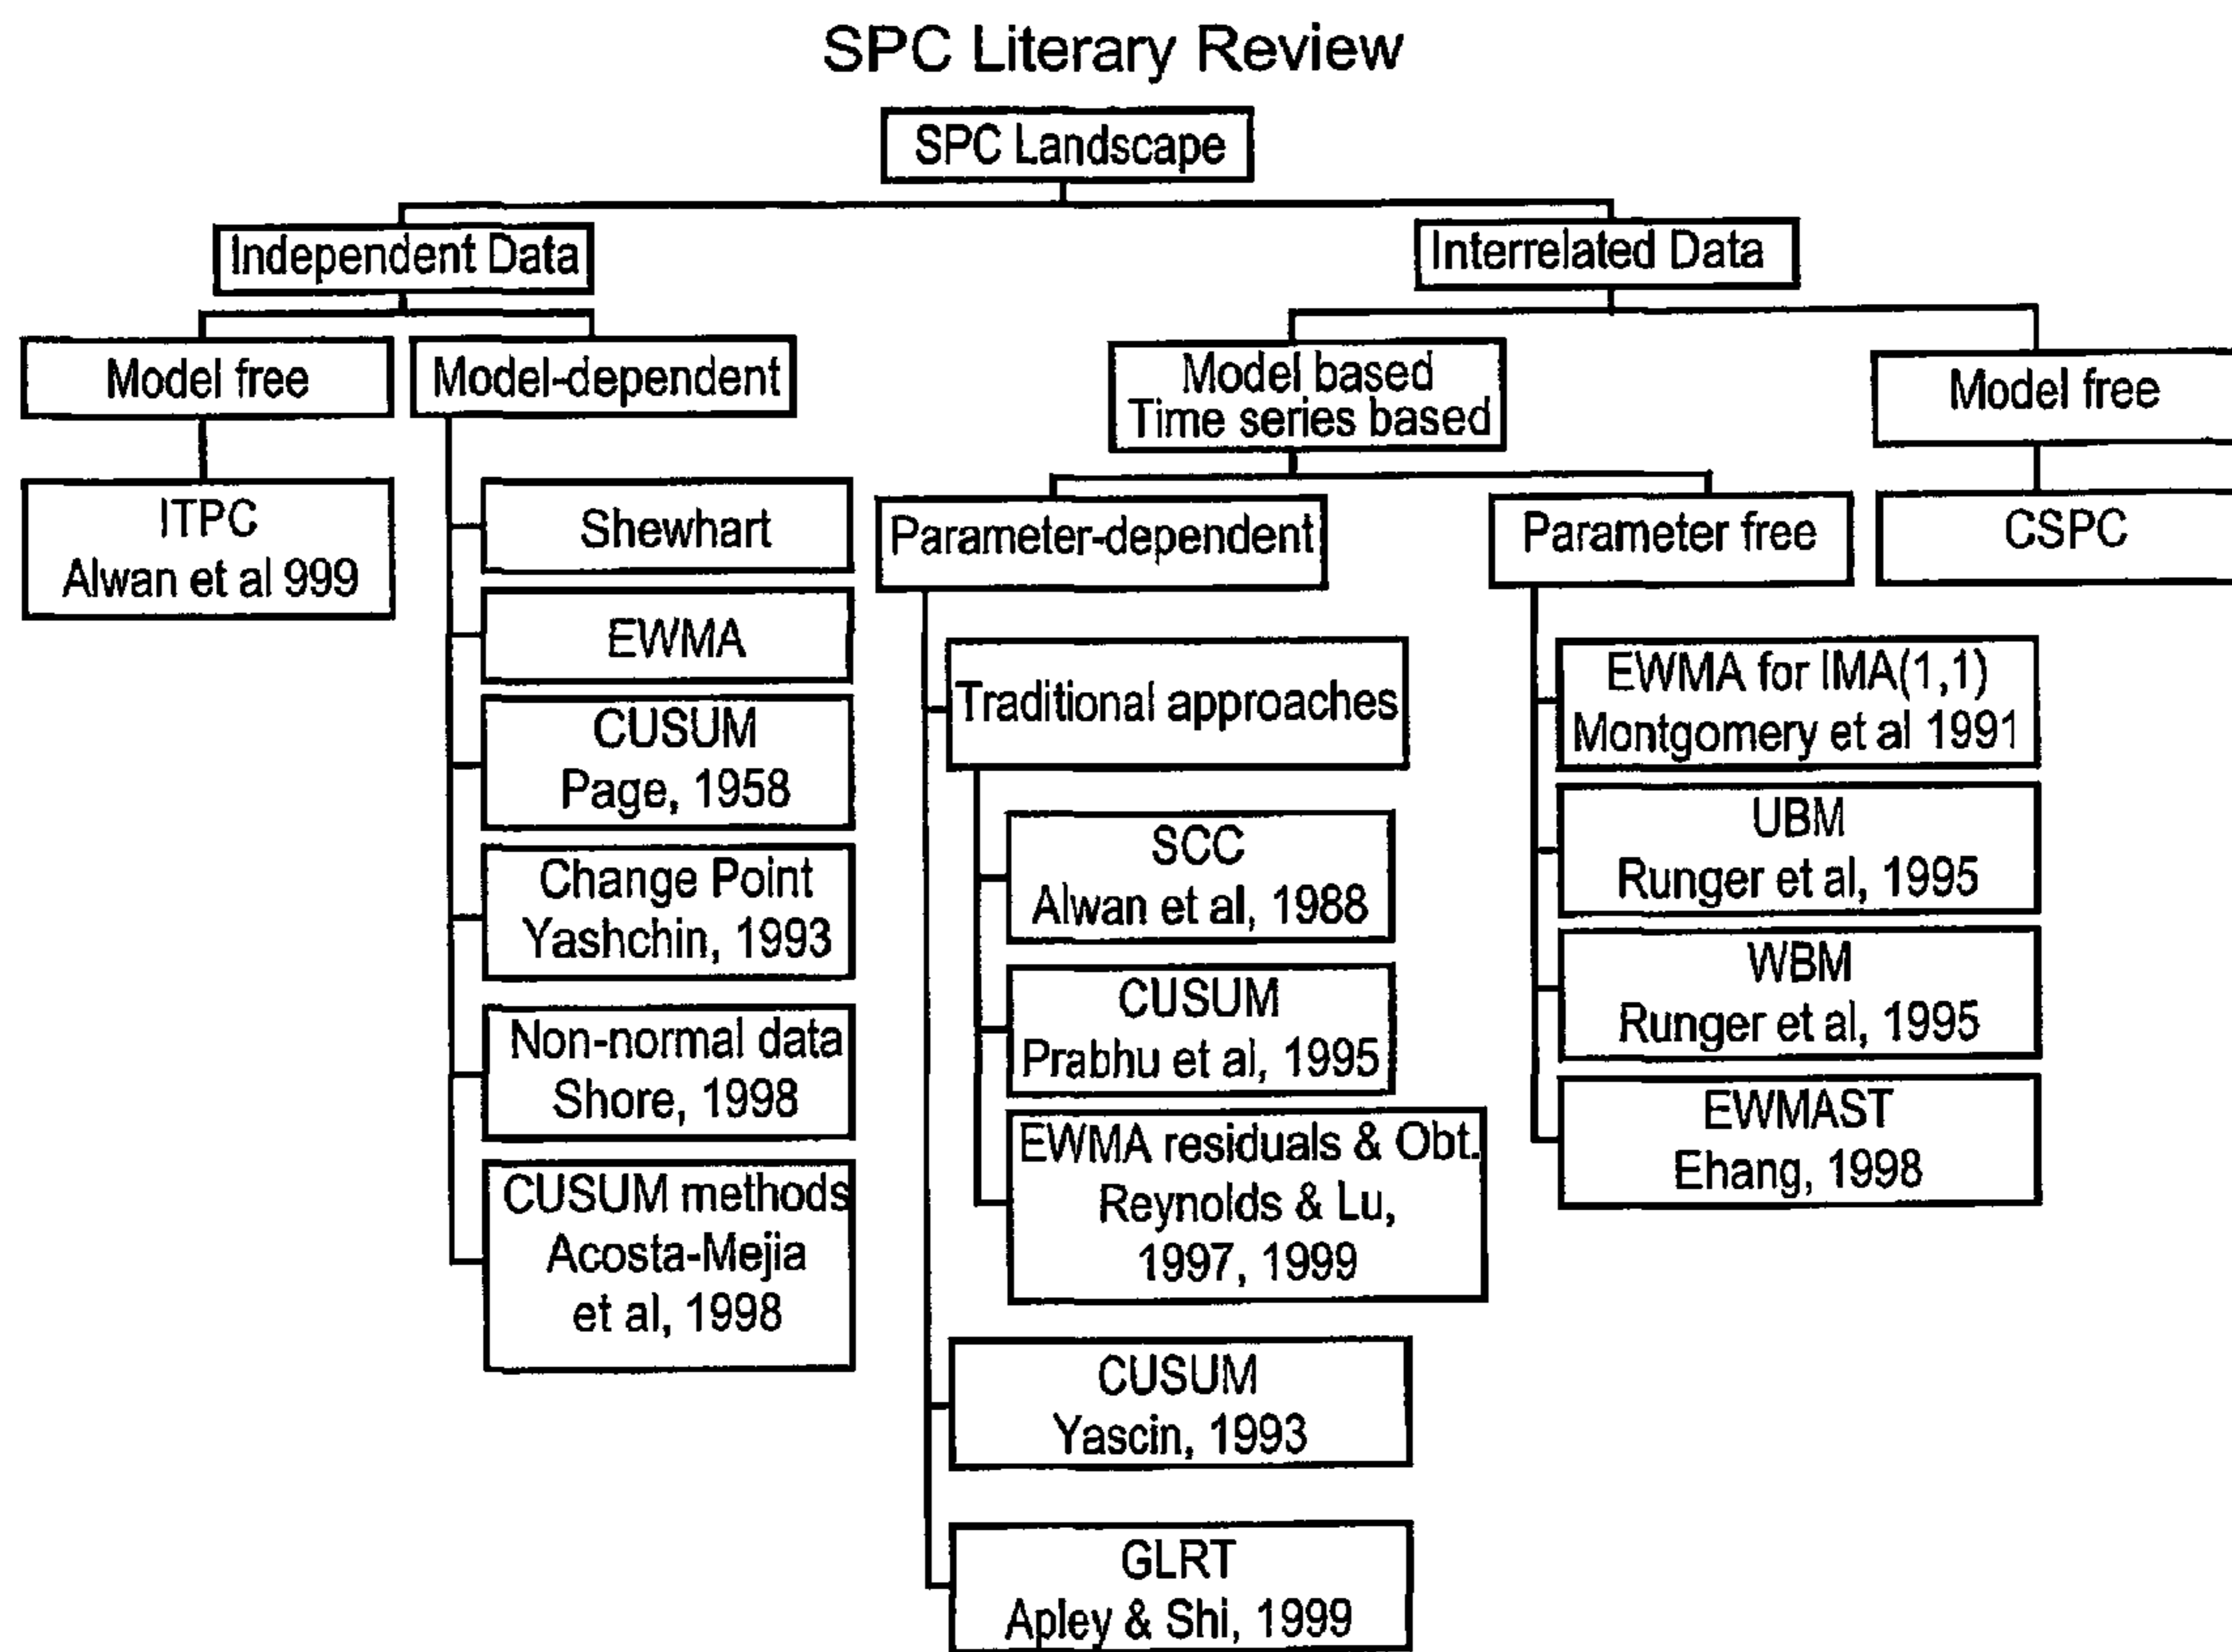 SPC Literary Review
SPC Landscape
Independent Data
Interrelated Data
Model free
Model-dependent
Model based
Time series based
Model free
ITPC
Alwan et al 999
Shewhart
EWMA
CUSUM
Page, 1958
Change Point
Yashchin, 1993
Non-normal data
Shore, 1998
CUSUM methods
Acosta-Mejia
et al, 1998
Parameter-dependent
Parameter free
CSPC
Traditional approaches
SCC
Alwan et al, 1988
CUSUM
Prabhu et al, 1995
EWMA residuals & Obt.
Reynolds & Lu,
1997, 1999
CUSUM
Yascin, 1993
GLRT
Apley & Shi, 1999
EWMA for IMA(1,1)
Montgomery et al 1991
UBM
Runger et al, 1995
WBM
Runger et al, 1995
EWMAST
Ehang, 1998